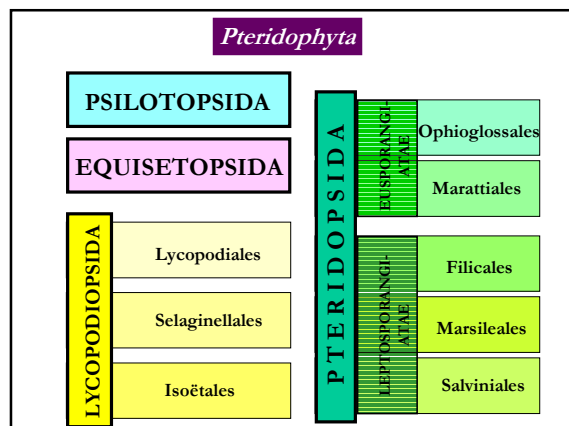 Pteridophyta
PSILOTOPSIDA
EQUISETOPSIDA
LYCOPODIOPSIDA
Lycopodiales
Selaginellales
Isoëtales
PTERIDOPSIDA
EUSPORANGI-
ATAE
Ophioglossales
Marattiales
LEPTOSPORANGI-
ATAE
Filicales
Marsileales
Salviniales